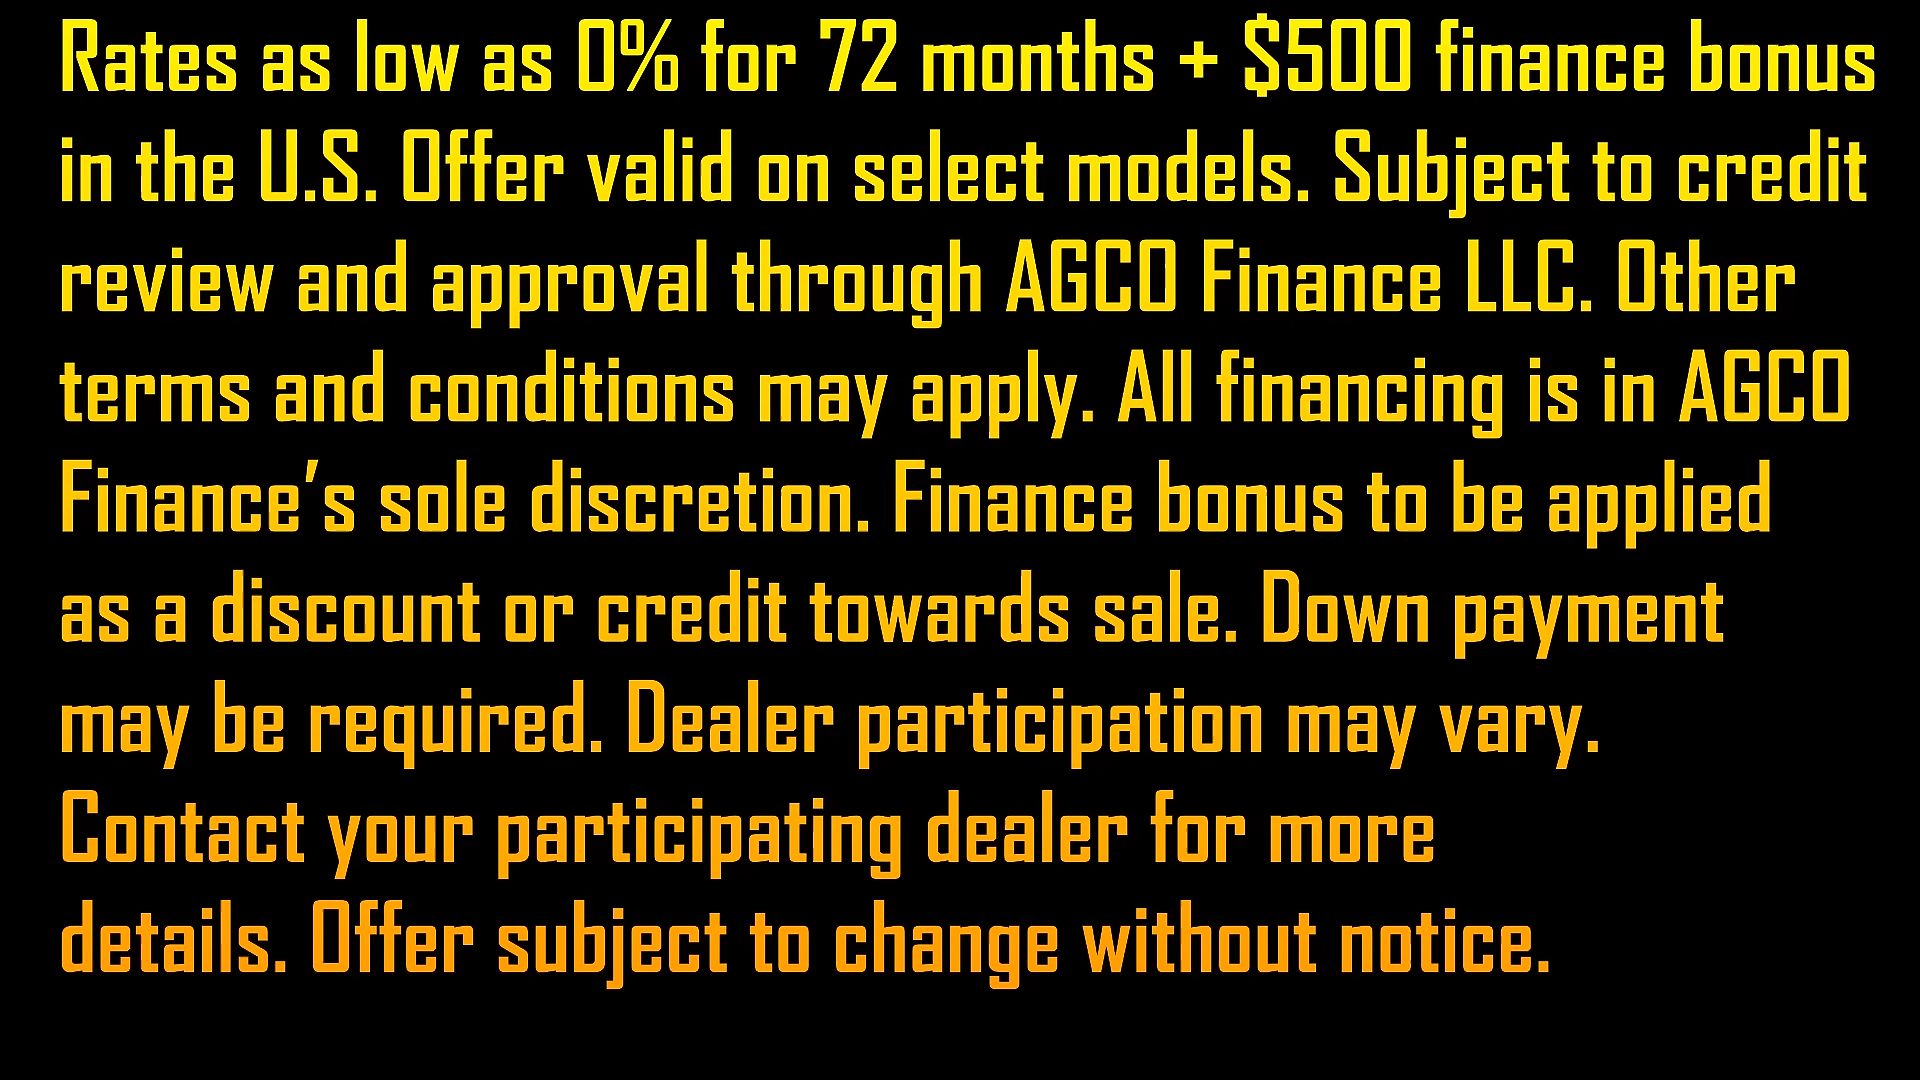 Rates as low as 0% for 72 months + $500 finance bonus
in the U.S. Offer valid on select models. Subject to credit
review and approval through AGCO Finance LLC. Other
terms and conditions may apply. All financing is in AGCO
Finance’s sole discretion. Finance bonus to be applied
as a discount or credit towards sale. Down payment
may be required. Dealer participation may vary.
Contact your participating dealer for more
details. Offer subject to change without notice.